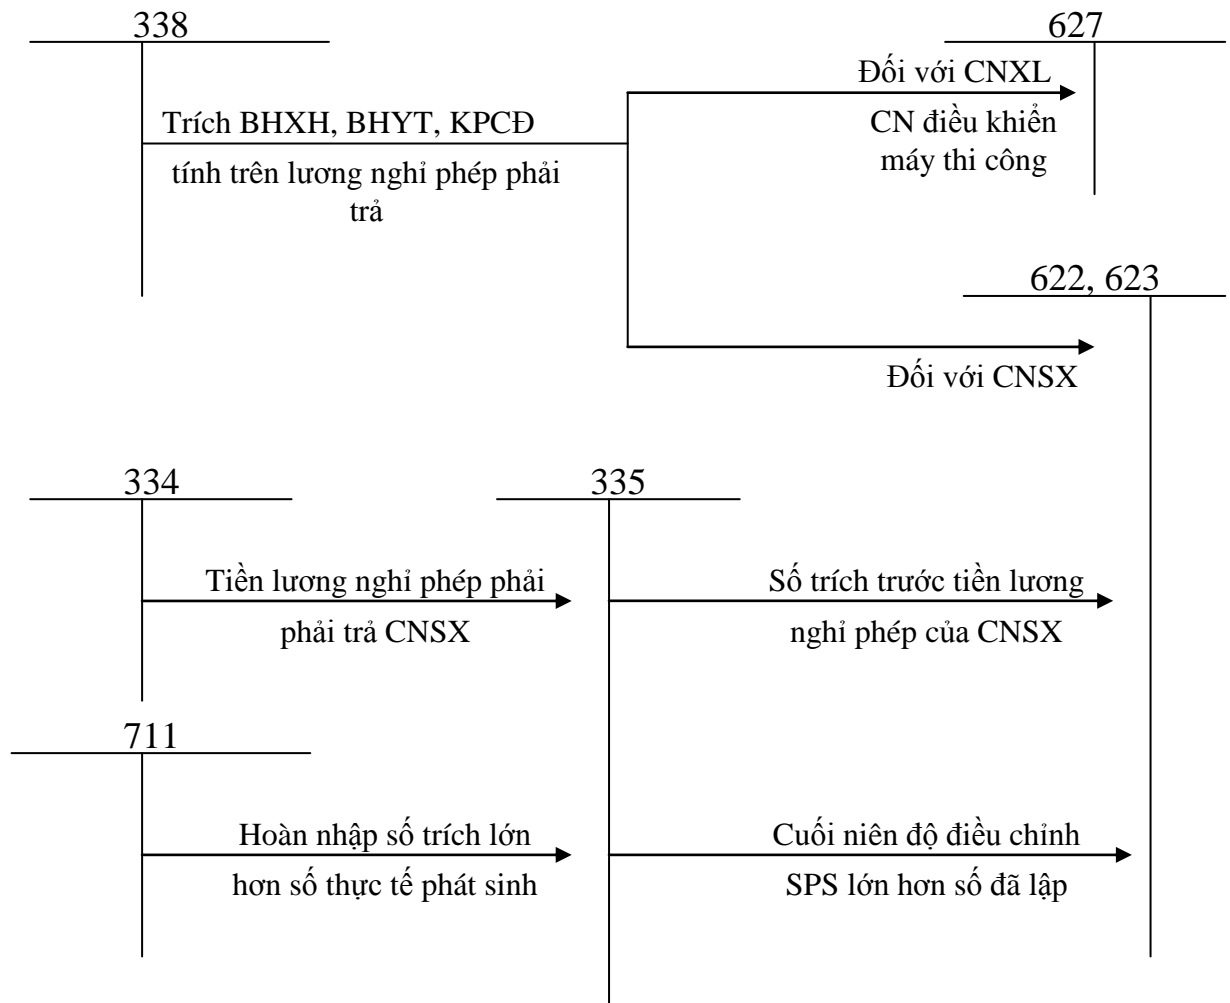 338
627
Đối với CNXL
Trích BHXH, BHYT, KPCĐ
CN điều khiển
máy thi công
tính trên lương nghỉ phép phải
trả
622, 623
Đối với CNSX
334
335
Tiền lương nghỉ phép phải
phải trả CNSX
Số trích trước tiền lương
nghỉ phép của CNSX
711
Hoàn nhập số trích lớn
hơn số thực tế phát sinh
Cuối niên độ điều chỉnh
SPS lớn hơn số đã lập